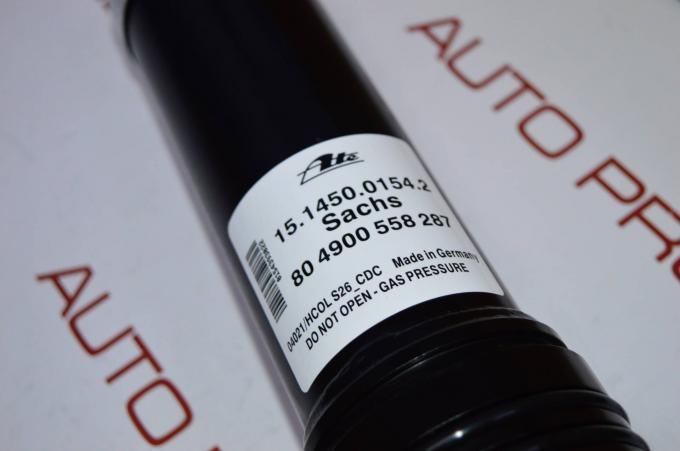 Ate
15.1450.0154.2
Sachs
80 4900 558 287
04021/HCOL S26_CDC Made in Germany
DO NOT OPEN - GAS PRESSURE
AUTO PRO
AUTO